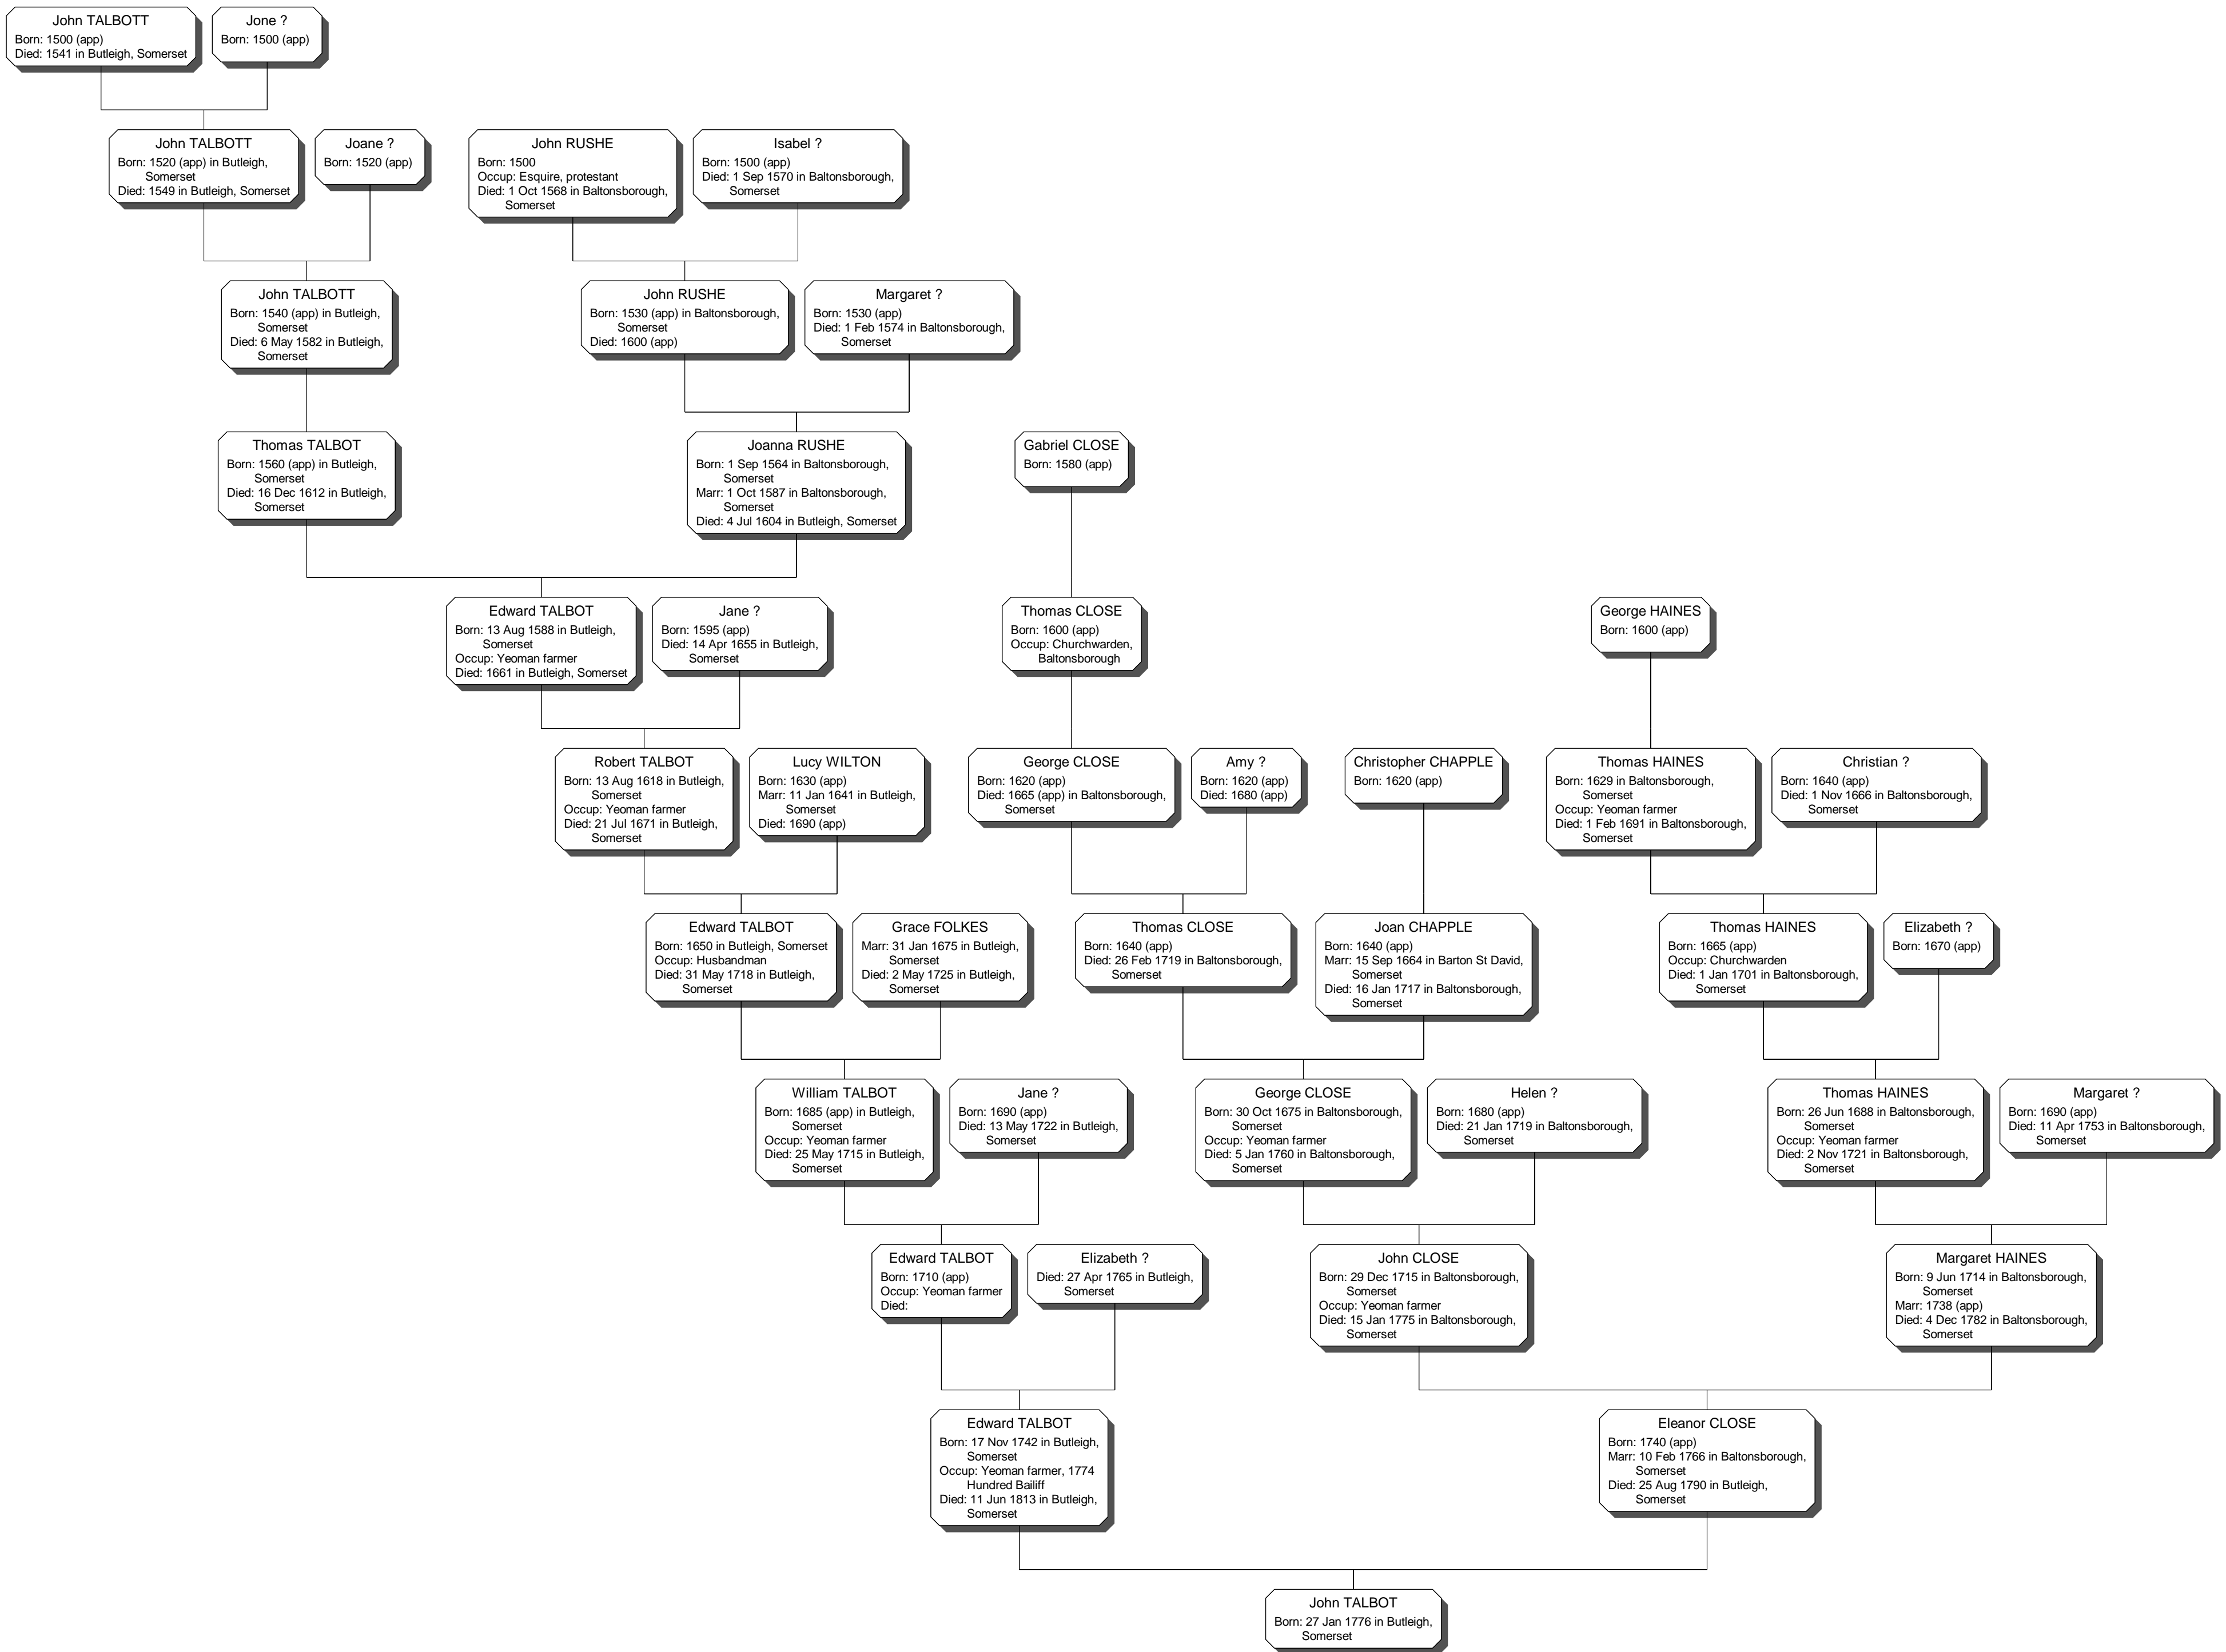 John TALBOTT
Born: 1500 (app)
Died: 1541 in Butleigh, Somerset
Jone ?
Born: 1500 (app)
John TALBOTT
Born: 1520 (app) in Butleigh,
Somerset
Died: 1549 in Butleigh, Somerset
Joane ?
Born: 1520 (app)
John RUSHE
Born: 1500
Occup: Esquire, protestant
Died: 1 Oct 1568 in Baltonsborough,
Somerset
Isabel ?
Born: 1500 (app)
Died: 1 Sep 1570 in Baltonsborough,
Somerset
John TALBOTT
Born: 1540 (app) in Butleigh,
Somerset
Died: 6 May 1582 in Butleigh,
Somerset
John RUSHE
Born: 1530 (app) in Baltonsborough,
Somerset
Died: 1600 (app)
Margaret ?
Born: 1530 (app)
Died: 1 Feb 1574 in Baltonsborough,
Somerset
Thomas TALBOT
Born: 1560 (app) in Butleigh,
Somerset
Died: 16 Dec 1612 in Butleigh,
Somerset
Joanna RUSHE
Born: 1 Sep 1564 in Baltonsborough,
Somerset
Marr: 1 Oct 1587 in Baltonsborough,
Somerset
Died: 4 Jul 1604 in Butleigh, Somerset
Gabriel CLOSE
Born: 1580 (app)
Edward TALBOT
Born: 13 Aug 1588 in Butleigh,
Somerset
Occup: Yeoman farmer
Died: 1661 in Butleigh, Somerset
Jane ?
Born: 1595 (app)
Died: 14 Apr 1655 in Butleigh,
Somerset
Thomas CLOSE
Born: 1600 (app)
Occup: Churchwarden,
Baltonsborough
George HAINES
Born: 1600 (app)
Robert TALBOT
Born: 13 Aug 1618 in Butleigh,
Somerset
Occup: Yeoman farmer
Died: 21 Jul 1671 in Butleigh,
Somerset
Lucy WILTON
Born: 1630 (app)
Marr: 11 Jan 1641 in Butleigh,
Somerset
Died: 1690 (app)
George CLOSE
Born: 1620 (app)
Died: 1665 (app) in Baltonsborough,
Somerset
Amy ?
Born: 1620 (app)
Died: 1680 (app)
Christopher CHAPPLE
Born: 1620 (app)
Thomas HAINES
Born: 1629 in Baltonsborough,
Somerset
Occup: Yeoman farmer
Died: 1 Feb 1691 in Baltonsborough,
Somerset
Christian ?
Born: 1640 (app)
Died: 1 Nov 1666 in Baltonsborough,
Somerset
Edward TALBOT
Born: 1650 in Butleigh, Somerset
Occup: Husbandman
Died: 31 May 1718 in Butleigh,
Somerset
Grace FOLKES
Marr: 31 Jan 1675 in Butleigh,
Somerset
Died: 2 May 1725 in Butleigh,
Somerset
Thomas CLOSE
Born: 1640 (app)
Died: 26 Feb 1719 in Baltonsborough,
Somerset
Joan CHAPPLE
Born: 1640 (app)
Marr: 15 Sep 1664 in Barton St David,
Somerset
Died: 16 Jan 1717 in Baltonsborough,
Somerset
Thomas HAINES
Born: 1665 (app)
Occup: Churchwarden
Died: 1 Jan 1701 in Baltonsborough,
Somerset
Elizabeth ?
Born: 1670 (app)
William TALBOT
Born: 1685 (app) in Butleigh,
Somerset
Occup: Yeoman farmer
Died: 25 May 1715 in Butleigh,
Somerset
Jane ?
Born: 1690 (app)
Died: 13 May 1722 in Butleigh,
Somerset
George CLOSE
Born: 30 Oct 1675 in Baltonsborough,
Somerset
Occup: Yeoman farmer
Died: 5 Jan 1760 in Baltonsborough,
Somerset
Helen ?
Born: 1680 (app)
Died: 21 Jan 1719 in Baltonsborough,
Somerset
Thomas HAINES
Born: 26 Jun 1688 in Baltonsborough,
Somerset
Occup: Yeoman farmer
Died: 2 Nov 1721 in Baltonsborough,
Somerset
Margaret ?
Born: 1690 (app)
Died: 11 Apr 1753 in Baltonsborough,
Somerset
Edward TALBOT
Born: 1710 (app)
Occup: Yeoman farmer
Died:
Elizabeth ?
Died: 27 Apr 1765 in Butleigh,
Somerset
John CLOSE
Born: 29 Dec 1715 in Baltonsborough,
Somerset
Occup: Yeoman farmer
Died: 15 Jan 1775 in Baltonsborough,
Somerset
Margaret HAINES
Born: 9 Jun 1714 in Baltonsborough,
Somerset
Marr: 1738 (app)
Died: 4 Dec 1782 in Baltonsborough,
Somerset
Edward TALBOT
Born: 17 Nov 1742 in Butleigh,
Somerset
Occup: Yeoman farmer, 1774
Hundred Bailiff
Died: 11 Jun 1813 in Butleigh,
Somerset
Eleanor CLOSE
Born: 1740 (app)
Marr: 10 Feb 1766 in Baltonsborough,
Somerset
Died: 25 Aug 1790 in Butleigh,
Somerset
John TALBOT
Born: 27 Jan 1776 in Butleigh,
Somerset